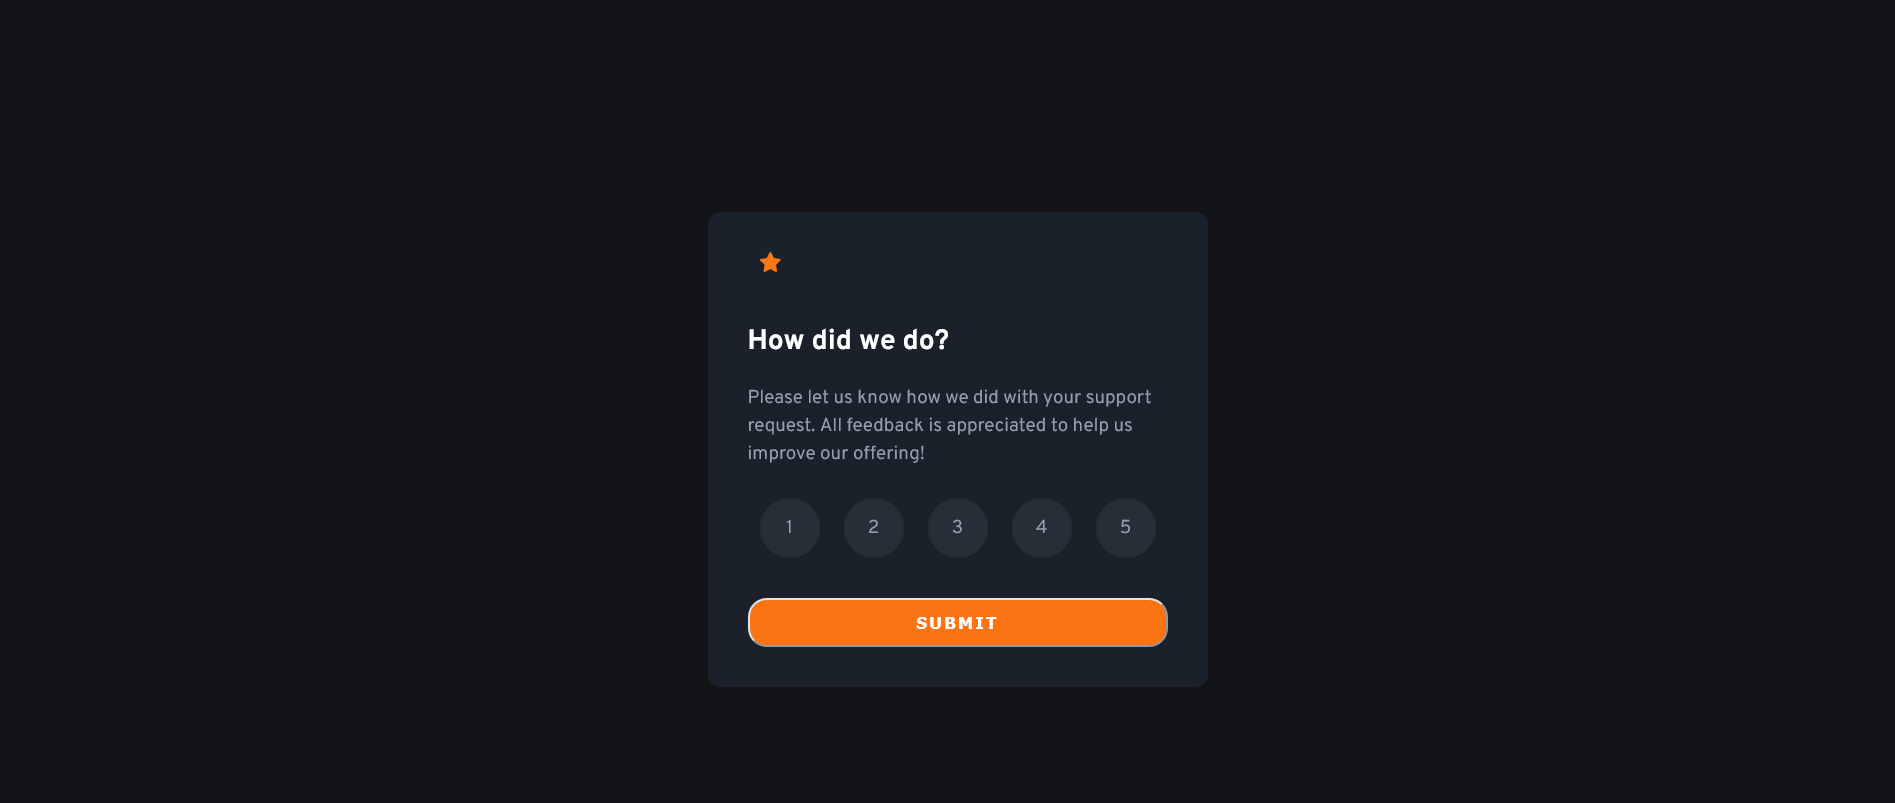 How did we do?
Please let us know how we did with your support
request. All feedback is appreciated to help us
improve our offering!
1 2 3 4 5
SUBMIT